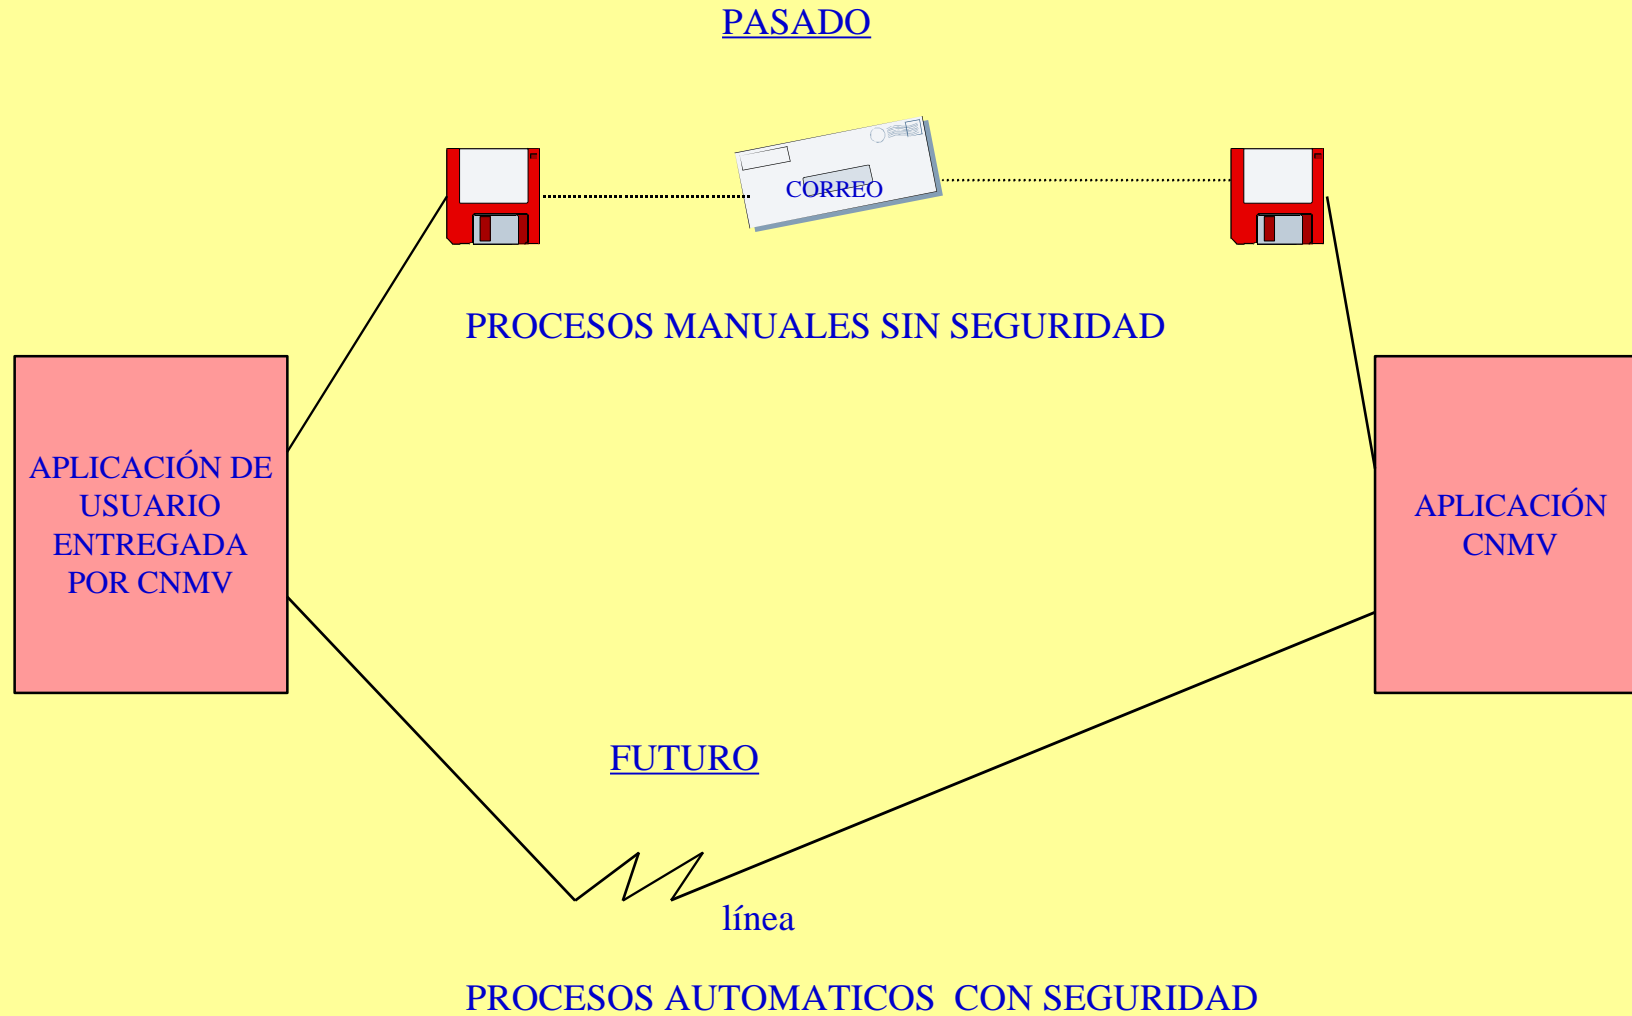 PASADO
CORREO
PROCESOS MANUALES SIN SEGURIDAD
APLICACIÓN DE
USUARIO
ENTREGADA
POR CNMV
APLICACIÓN
CNMV
FUTURO
línea
PROCESOS AUTOMATICOS CON SEGURIDAD